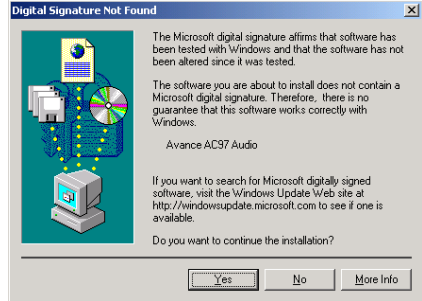 Digital Signature Not Found
The Microsoft digital signature affirms that software has
been tested with Windows and that the software has not
been altered since it was tested.
The software you are about to install does not contain a
Microsoft digital signature. Therefore, there is no
guarantee that this software works correctly with
Windows.
Avance AC97 Audio
If you want to search for Microsoft digitally signed
software, visit the Windows Update Web site at
http://windowsupdate.microsoft.com to see if one is
available.
Do you want to continue the installation?
Yes No More Info